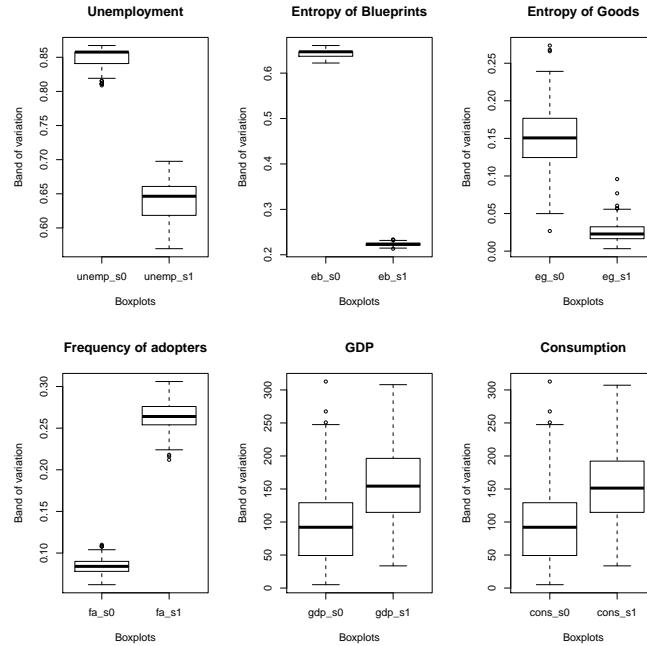 Unemployment
Band of variation
0.60 0.65 0.70 0.75 0.80 0.85
unemp_s0 unemp_s1
Boxplots
Entropy of Blueprints
Band of variation
0.2 0.3 0.4 0.5 0.6
eb_s0 eb_s1
Boxplots
Entropy of Goods
Band of variation
0.00 0.05 0.10 0.15 0.20 0.25
eg_s0 eg_s1
Boxplots
Frequency of adopters
Band of variation
0.10 0.15 0.20 0.25 0.30
fa_s0 fa_s1
Boxplots
GDP
Band of variation
0 50 100 150 200 250 300
gdp_s0 gdp_s1
Boxplots
Consumption
Band of variation
0 50 100 150 200 250 300
cons_s0 cons_s1
Boxplots